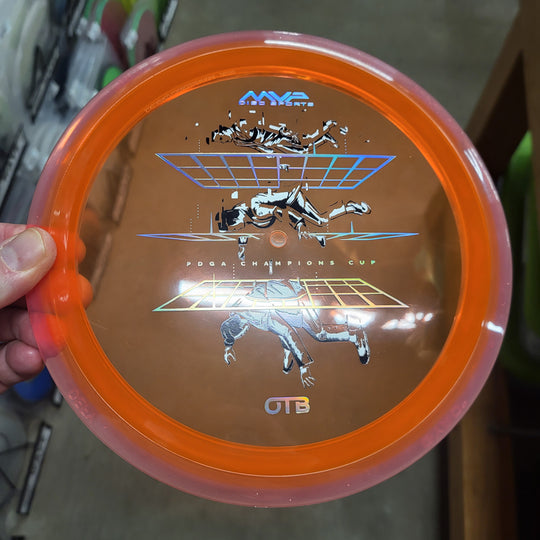 MVP
DISC SPORTS
PDGA CHAMPIONS CUP
OTB